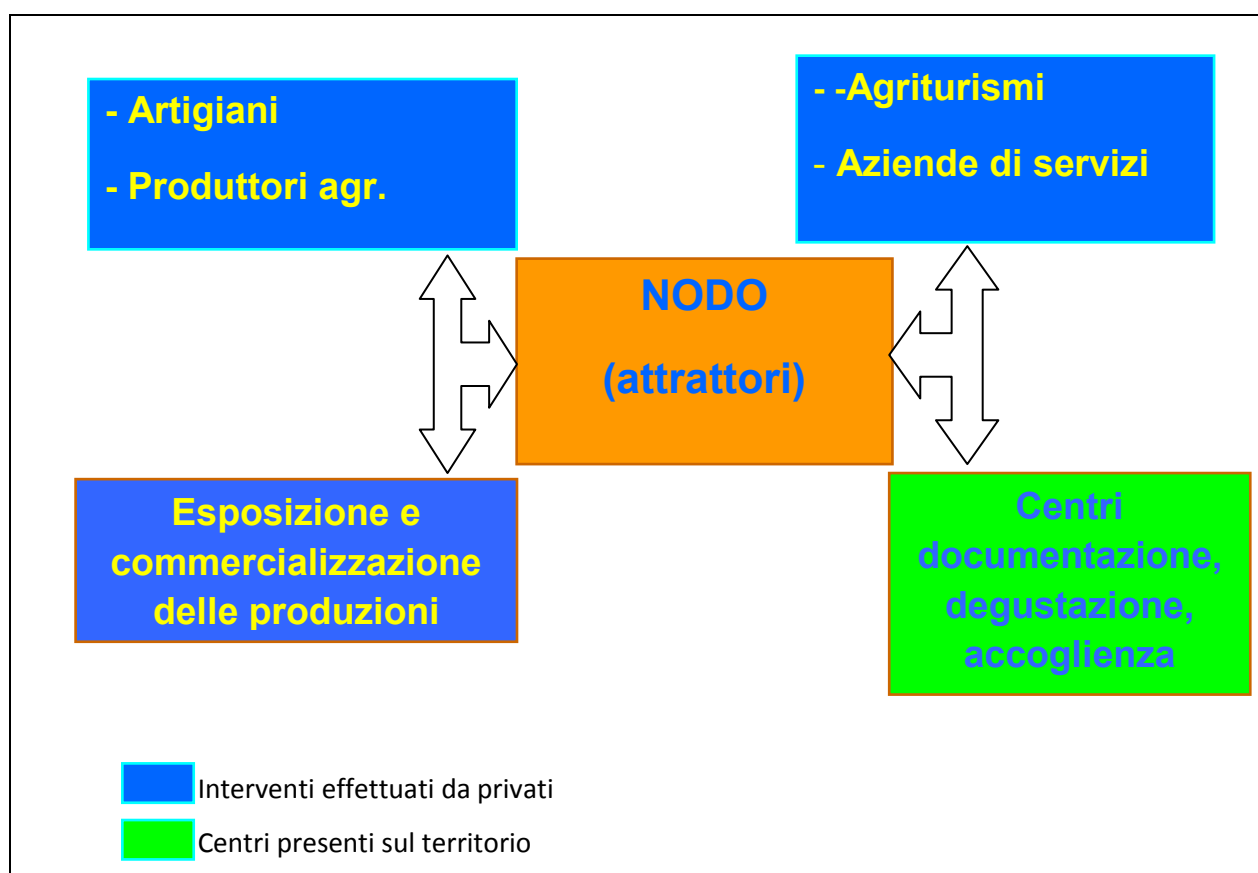 - Artigiani
- Produttori agr.
- -Agriturismi
- Aziende di servizi
NODO
(attrattori)
Esposizione e
commercializzazione
delle produzioni
Centri
documentazione,
degustazione,
accoglienza
Interventi effettuati da privati
Centri presenti sul territorio